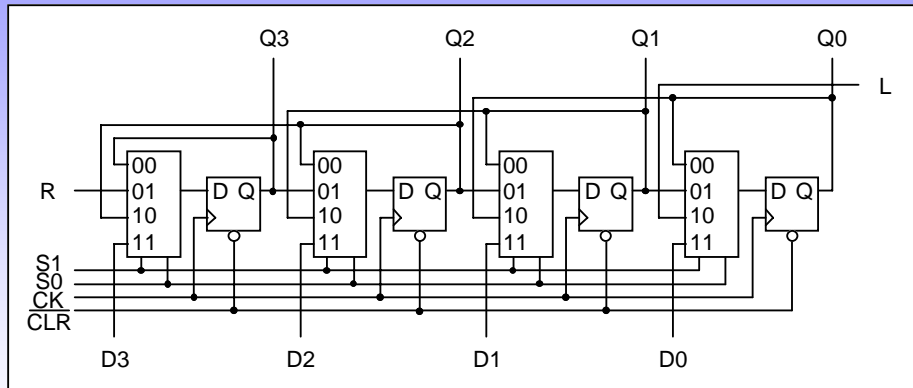 Q3 Q2 Q1 Q0
L
00 00 00 00
R 01 D Q 01 D Q 01 D Q 01 D Q
10 10 10 10
11 11 11 11
S1
S0
CK
CLR
D3 D2 D1 D0